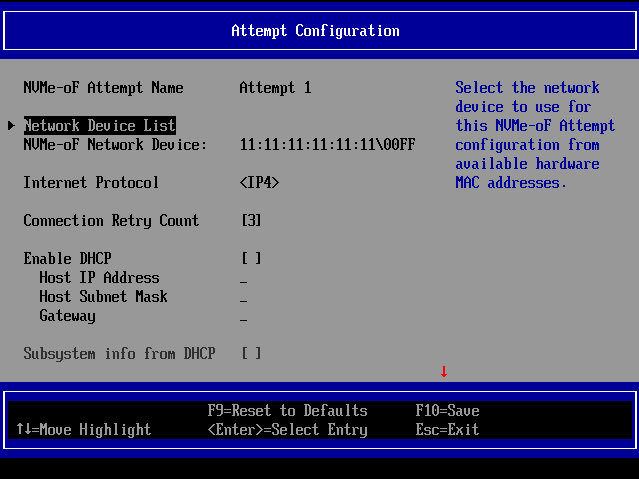 Attempt Configuration
NVMe-oF Attempt Name Attempt 1
Network Device List
NVMe-oF Network Device: 11:11:11:11:11:11\00FF
Internet Protocol <IP4>
Connection Retry Count [3]
Enable DHCP [ ]
Host IP Address _
Host Subnet Mask _
Gateway _
Subsystem info from DHCP [ ]
Select the network
device to use for
this NVMe-oF Attempt
configuration from
available hardware
MAC addresses.
↓
F9=Reset to Defaults F10=Save
↑↓=Move Highlight <Enter>=Select Entry Esc=Exit